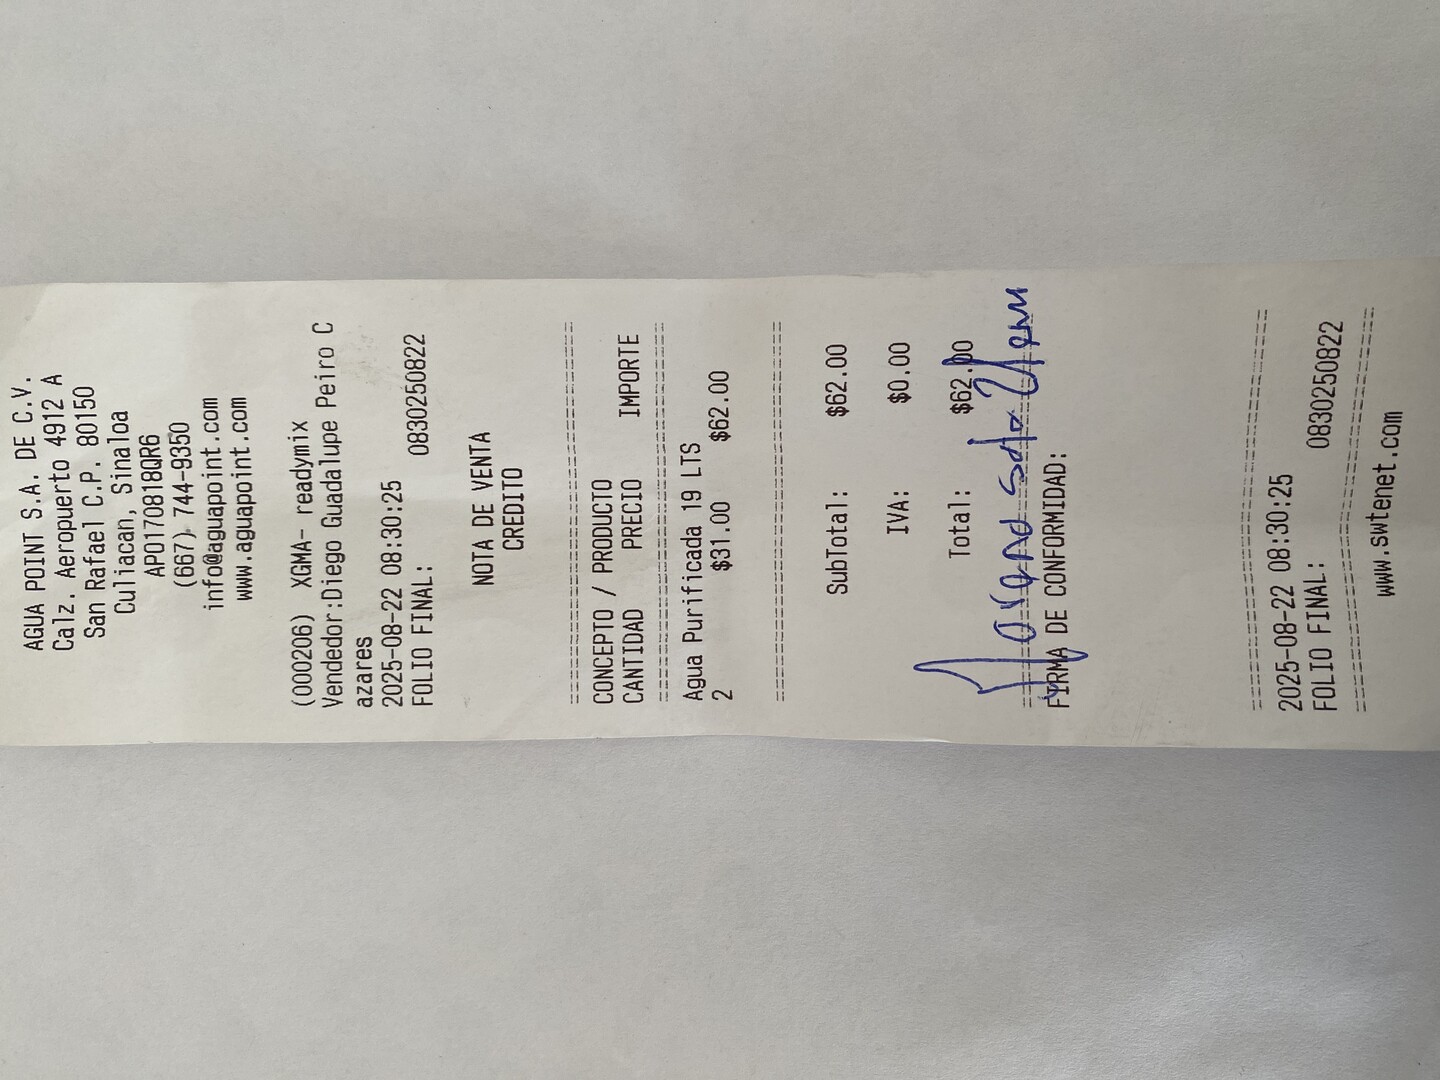 AGUA POINT S.A. DE C.V.
Calz. Aeropuerto 4912 A
San Rafael C.P. 80150
Culiacan, Sinaloa
APO170818QR6
(667). 744-9350
info@aguapoint.com
www.aguapoint.com
(000206) XGMA- readymix
Vendedor:Diego Guadalupe Peiro C
azares
2025-08-22 08:30:25
FOLIO FINAL: 0830250822
NOTA DE VENTA
CREDITO
CONCEPTO / PRODUCTO
CANTIDAD PRECIO IMPORTE
Agua Purificada 19 LTS
2 $31.00 $62.00
SubTotal: $62.00
IVA: $0.00
Total: $62.00
FIRMA DE CONFORMIDAD:
2025-08-22 08:30:25
FOLIO FINAL: 0830250822
www.swtenet.com